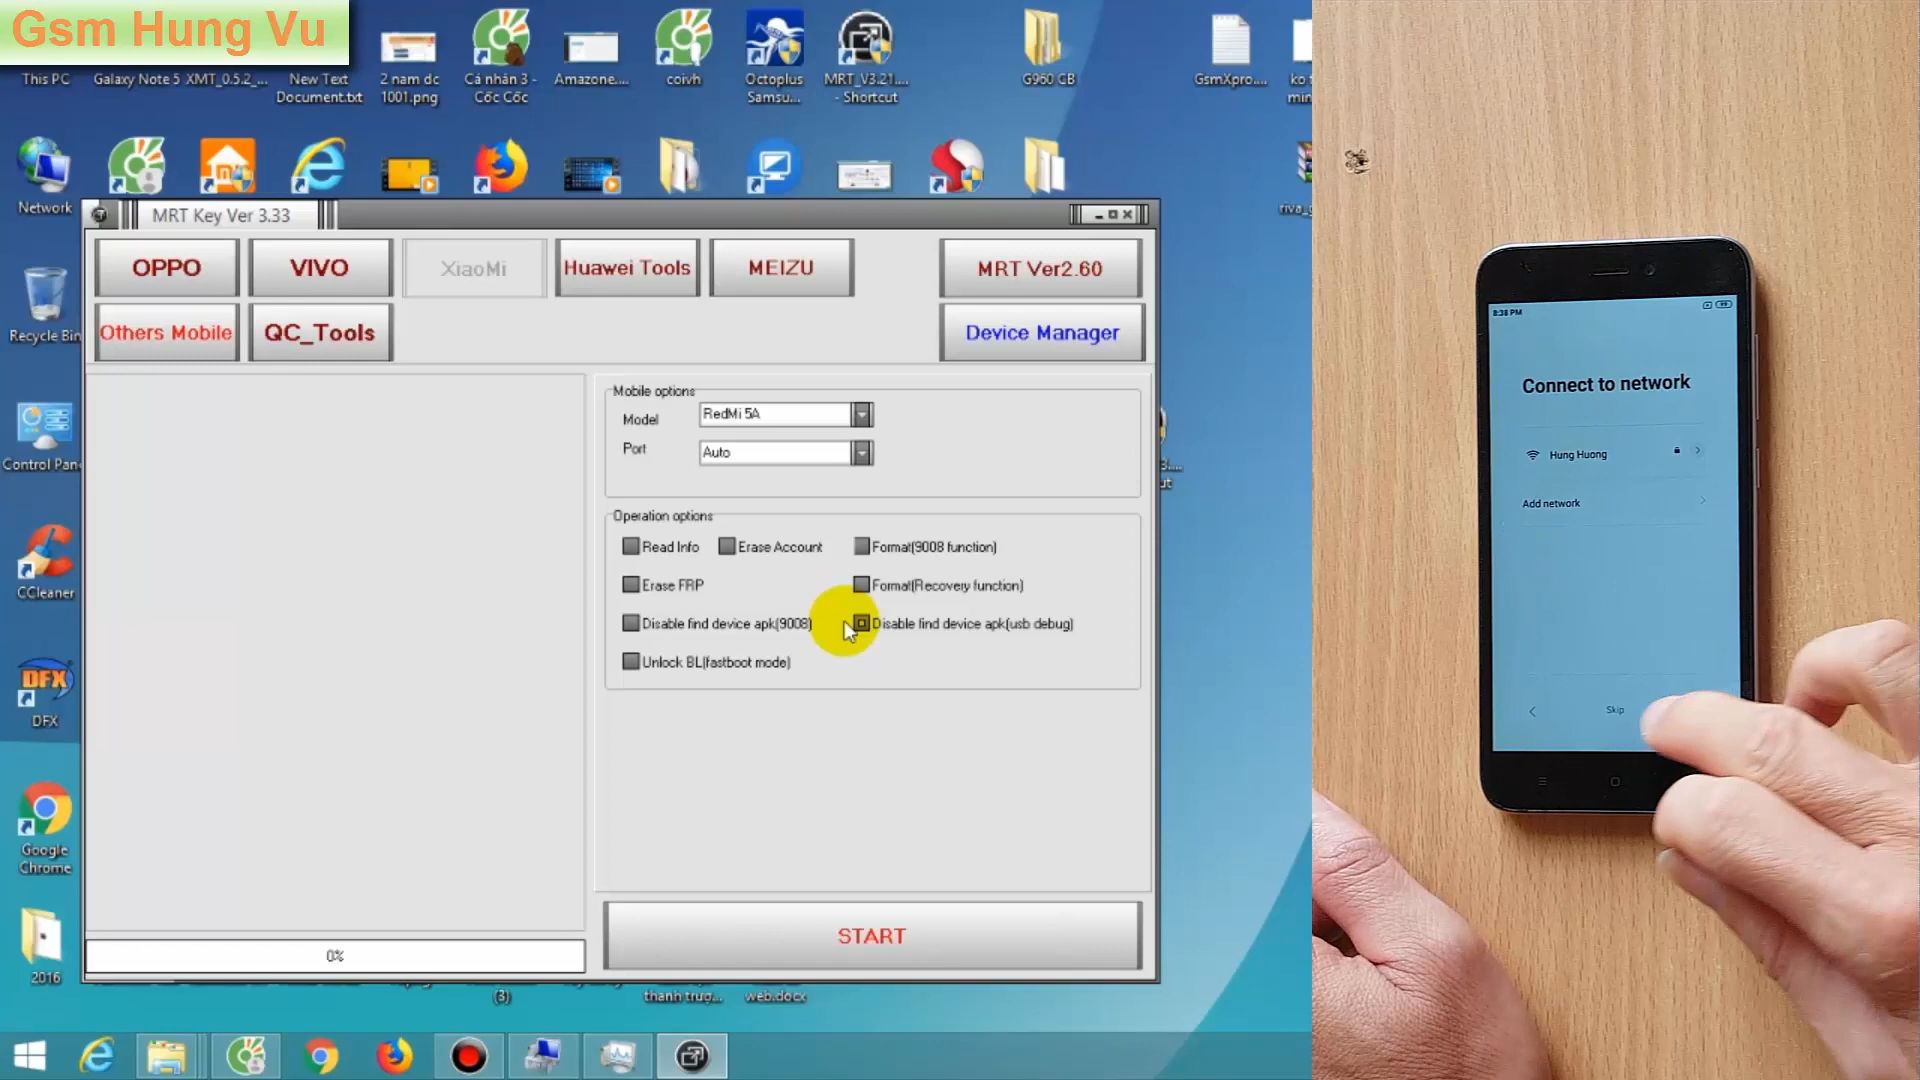 Gsm Hung Vu
This PC
Galaxy Note 5
XMT_0.5.2_...
New Text
Document.txt
2 nam dc
1001.png
Cá nhân 3 -
Cốc Cốc
Amazone....
coivh
Octoplus
Samsu...
MRT_V3.21....
- Shortcut
G960 CB
GsmXpro....
Network
Recycle Bin
Control Pan
CCleaner
DFX
Google
Chrome
2016
MRT Key Ver 3.33
OPPO
VIVO
XiaoMi
Huawei Tools
MEIZU
MRT Ver2.60
Others Mobile
QC_Tools
Device Manager
Mobile options
Model
RedMi 5A
Port
Auto
Operation options
Read Info
Erase Account
Format(9008 function)
Erase FRP
Format(Recovery function)
Disable find device apk(9008)
Disable find device apk(usb debug)
Unlock BL(fastboot mode)
START
0%
(3)
thanh trug...
web.docx
8:38 PM
Connect to network
Hung Huong
Add network
Skip